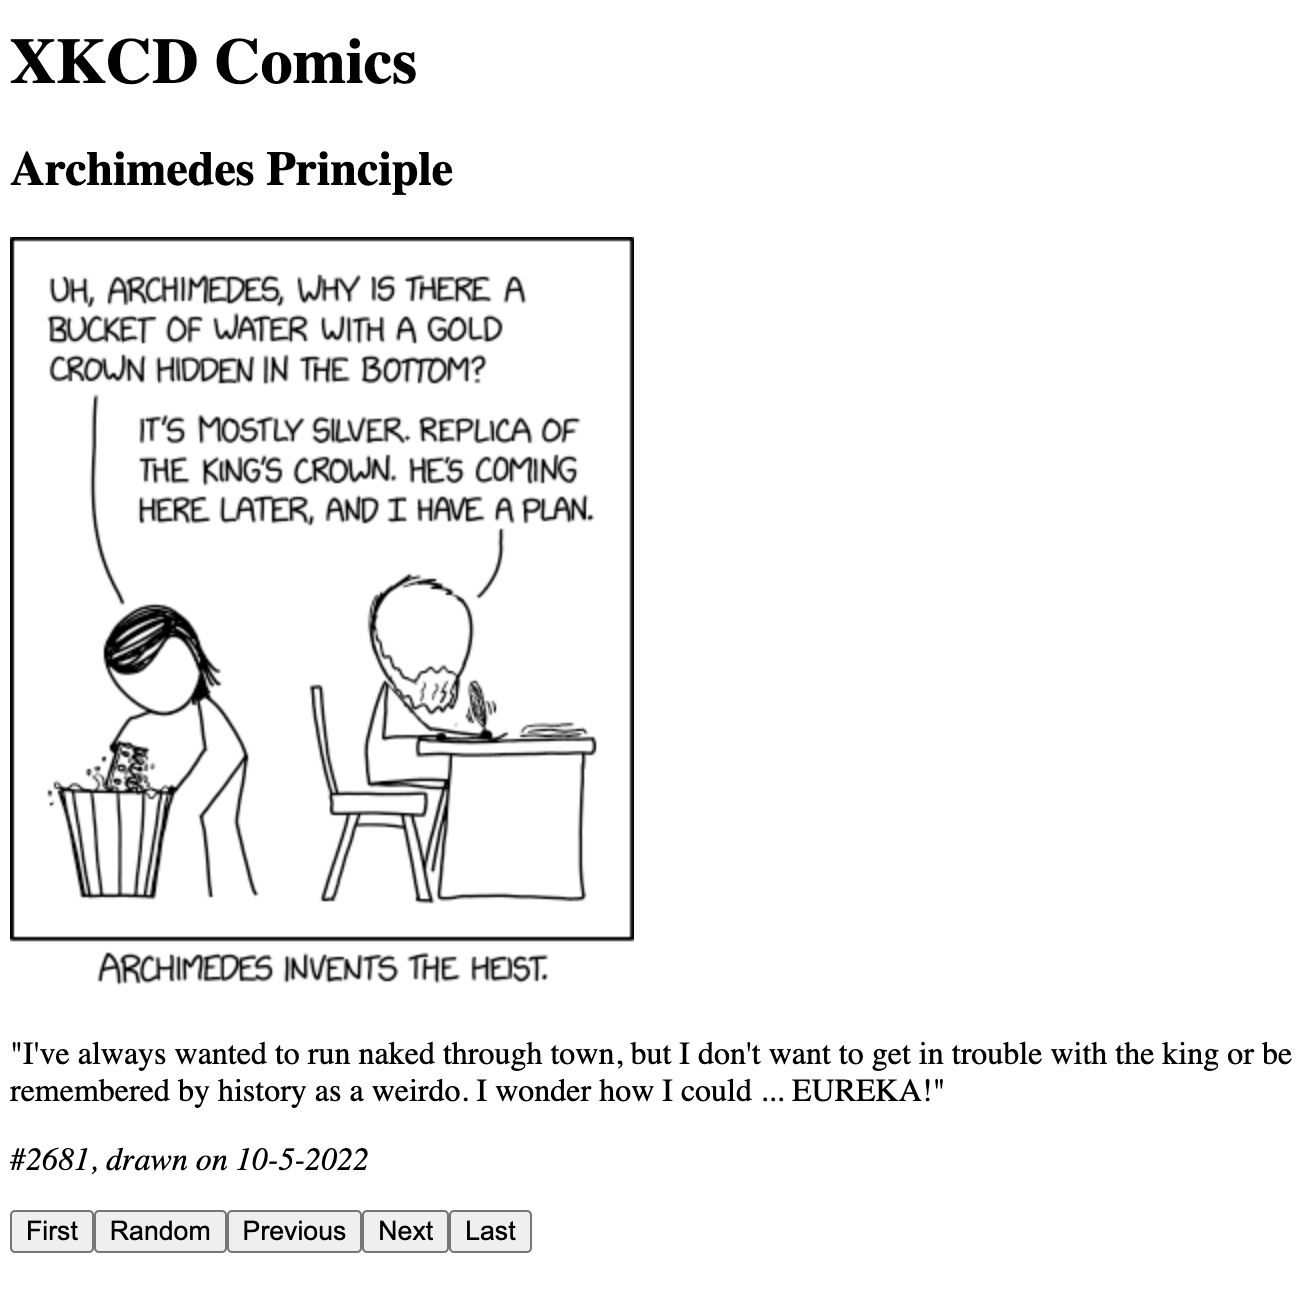 XKCD Comics
Archimedes Principle
UH, ARCHIMEDES, WHY IS THERE A
BUCKET OF WATER WITH A GOLD
CROWN HIDDEN IN THE BOTTOM?
IT'S MOSTLY SILVER. REPLICA OF
THE KING'S CROWN. HE'S COMING
HERE LATER, AND I HAVE A PLAN.
ARCHIMEDES INVENTS THE HEIST.
"I've always wanted to run naked through town, but I don't want to get in trouble with the king or be
remembered by history as a weirdo. I wonder how I could ... EUREKA!"
#2681, drawn on 10-5-2022
First Random Previous Next Last